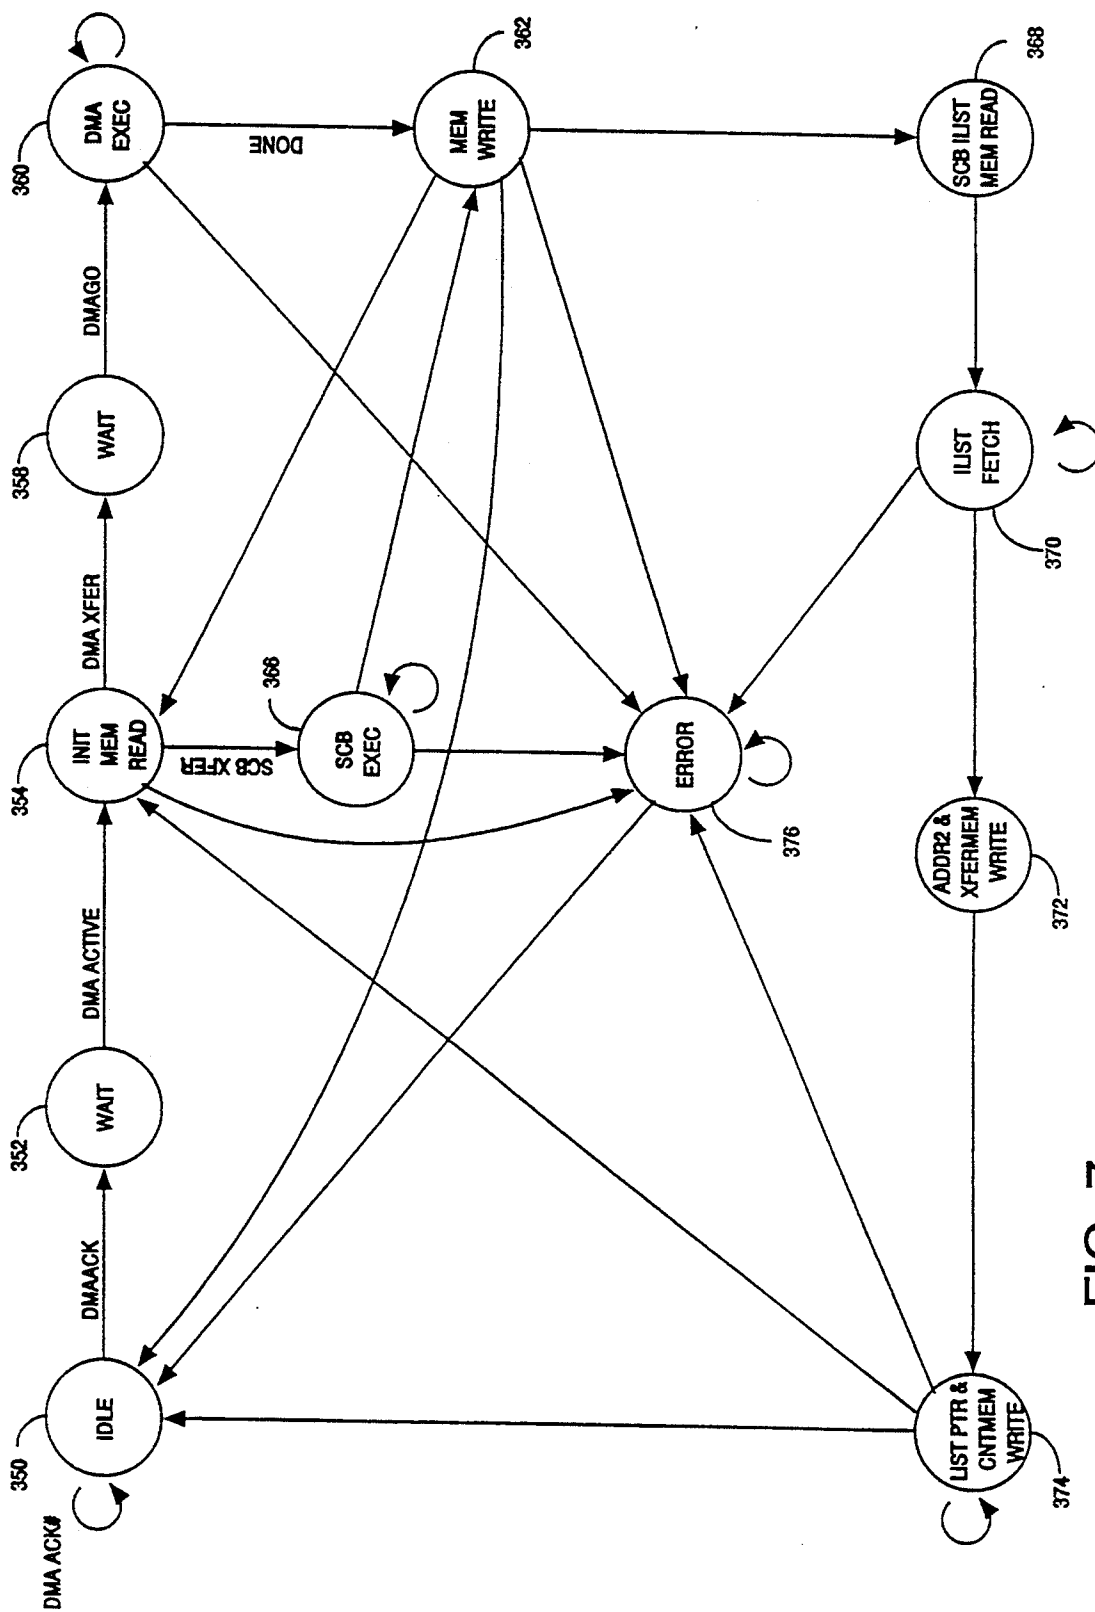 350
352
354
358
360
DMA ACK#
IDLE
DMAACK
WAIT
DMA ACTIVE
INIT
MEM
READ
DMA XFER
WAIT
DMAGO
DMA
EXEC
SCB XFER
DONE
366
362
SCB
EXEC
MEM
WRITE
ERROR
376
368
LIST PTR &
CNTMEM
WRITE
ADDR2 &
XFERMEM
WRITE
ILIST
FETCH
SCB ILIST
MEM READ
374
372
370